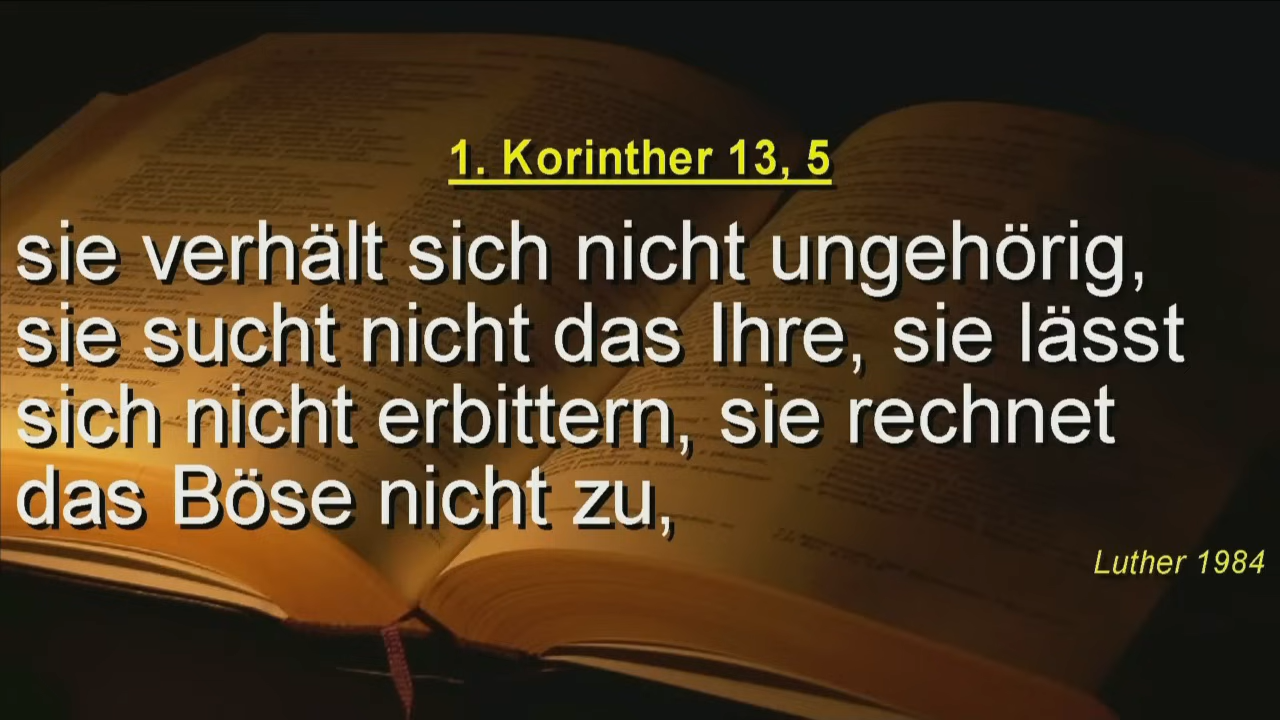 1. Korinther 13, 5
sie verhält sich nicht ungehörig,
sie sucht nicht das Ihre, sie lässt
sich nicht erbittern, sie rechnet
das Böse nicht zu,
Luther 1984